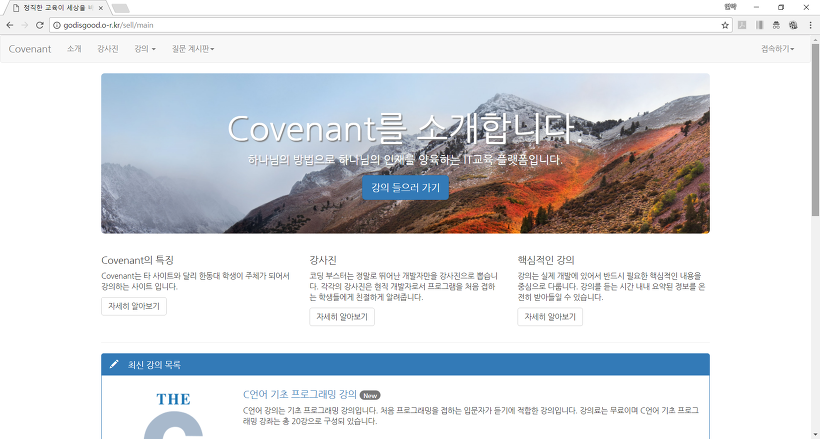 정직한 교육이 세상을 바
godisgood.o-r.kr/sell/main
Covenant 소개 강사진 강의 질문 게시판 접속하기
Covenant를 소개합니다.
하나님의 방법으로 하나님의 인재를 양육하는 IT교육 플랫폼입니다.
강의 들으러 가기
Covenant의 특징
Covenant는 타 사이트와 달리 한동대 학생이 주체가 되어서
강의하는 사이트 입니다.
자세히 알아보기
강사진
코딩 부스터는 정말로 뛰어난 개발자만을 강사진으로 뽑습니
다. 각각의 강사진은 현직 개발자로서 프로그램을 처음 접하
는 학생들에게 친절하게 알려줍니다.
자세히 알아보기
핵심적인 강의
강의는 실제 개발에 있어서 반드시 필요한 핵심적인 내용을
중심으로 다룹니다. 강의를 듣는 시간 내내 요약된 정보를 온
전히 받아들일 수 있습니다.
자세히 알아보기
최신 강의 목록
THE
C
C언어 기초 프로그래밍 강의 New
C언어 강의는 기초 프로그래밍 강의입니다. 처음 프로그래밍을 접하는 입문자가 듣기에 적합한 강의입니다. 강의료는 무료이며 C언어 기초 프로그
래밍 강좌는 총 20강으로 구성되 있습니다.